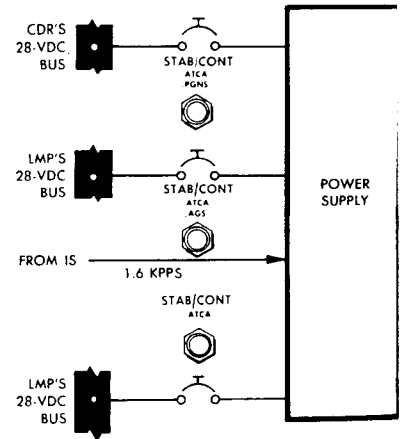 CDR'S
28-VDC
BUS
STAB/CONT
ATCA
PGNS
LMP'S
28-VDC
BUS
STAB/CONT
ATCA
AGS
POWER
SUPPLY
FROM IS
1.6 KPPS
STAB/CONT
ATCA
LMP'S
28-VDC
BUS